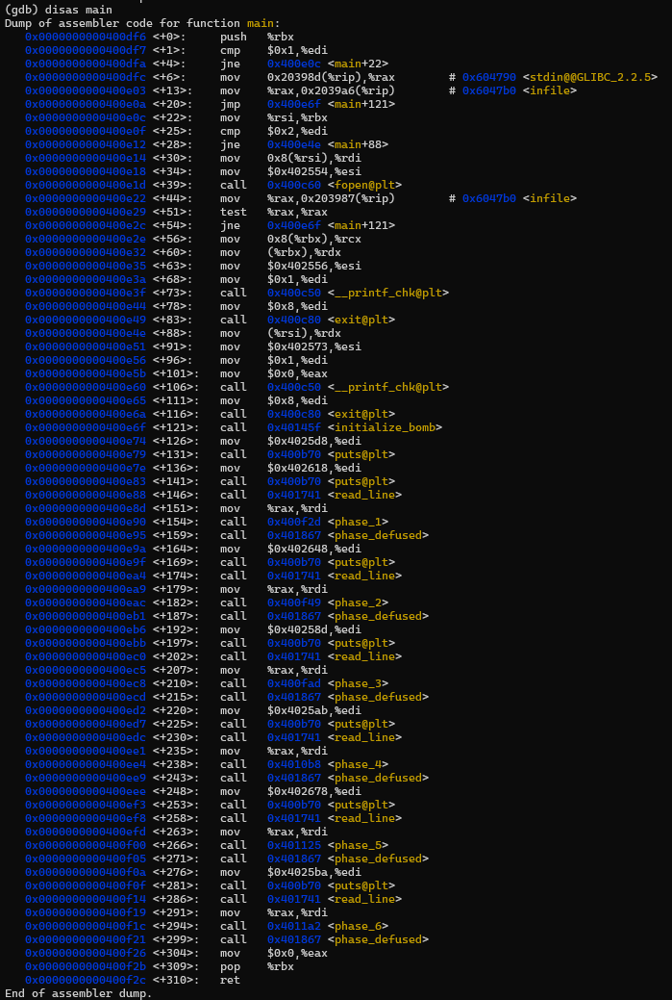 (gdb) disas main
Dump of assembler code for function main:
   0x0000000000400df6 <+0>:     push   %rbx
   0x0000000000400df7 <+1>:     cmp    $0x1,%edi
   0x0000000000400dfa <+4>:     jne    0x400e0c <main+22>
   0x0000000000400dfc <+6>:     mov    0x20398d(%rip),%rax        # 0x604790 <stdin@@GLIBC_2.2.5>
   0x0000000000400e03 <+13>:    mov    %rax,0x2039a6(%rip)        # 0x6047b0 <infile>
   0x0000000000400e0a <+20>:    jmp    0x400e6f <main+121>
   0x0000000000400e0c <+22>:    mov    %rsi,%rbx
   0x0000000000400e0f <+25>:    cmp    $0x2,%edi
   0x0000000000400e12 <+28>:    jne    0x400e4e <main+88>
   0x0000000000400e14 <+30>:    mov    0x8(%rsi),%rdi
   0x0000000000400e18 <+34>:    mov    $0x402554,%esi
   0x0000000000400e1d <+39>:    call   0x400c60 <fopen@plt>
   0x0000000000400e22 <+44>:    mov    %rax,0x203987(%rip)        # 0x6047b0 <infile>
   0x0000000000400e29 <+51>:    test   %rax,%rax
   0x0000000000400e2c <+54>:    jne    0x400e6f <main+121>
   0x0000000000400e2e <+56>:    mov    0x8(%rbx),%rcx
   0x0000000000400e32 <+60>:    mov    (%rbx),%rdx
   0x0000000000400e35 <+63>:    mov    $0x402556,%esi
   0x0000000000400e3a <+68>:    mov    $0x1,%edi
   0x0000000000400e3f <+73>:    call   0x400c50 <__printf_chk@plt>
   0x0000000000400e44 <+78>:    mov    $0x8,%edi
   0x0000000000400e49 <+83>:    call   0x400c80 <exit@plt>
   0x0000000000400e4e <+88>:    mov    (%rsi),%rdx
   0x0000000000400e51 <+91>:    mov    $0x402573,%esi
   0x0000000000400e56 <+96>:    mov    $0x1,%edi
   0x0000000000400e5b <+101>:   mov    $0x0,%eax
   0x0000000000400e60 <+106>:   call   0x400c50 <__printf_chk@plt>
   0x0000000000400e65 <+111>:   mov    $0x8,%edi
   0x0000000000400e6a <+116>:   call   0x400c80 <exit@plt>
   0x0000000000400e6f <+121>:   call   0x40145f <initialize_bomb>
   0x0000000000400e74 <+126>:   mov    $0x4025d8,%edi
   0x0000000000400e79 <+131>:   call   0x400b70 <puts@plt>
   0x0000000000400e7e <+136>:   mov    $0x402618,%edi
   0x0000000000400e83 <+141>:   call   0x400b70 <puts@plt>
   0x0000000000400e88 <+146>:   call   0x401741 <read_line>
   0x0000000000400e8d <+151>:   mov    %rax,%rdi
   0x0000000000400e90 <+154>:   call   0x400f2d <phase_1>
   0x0000000000400e95 <+159>:   call   0x401867 <phase_defused>
   0x0000000000400e9a <+164>:   mov    $0x402648,%edi
   0x0000000000400e9f <+169>:   call   0x400b70 <puts@plt>
   0x0000000000400ea4 <+174>:   call   0x401741 <read_line>
   0x0000000000400ea9 <+179>:   mov    %rax,%rdi
   0x0000000000400eac <+182>:   call   0x400f49 <phase_2>
   0x0000000000400eb1 <+187>:   call   0x401867 <phase_defused>
   0x0000000000400eb6 <+192>:   mov    $0x40258d,%edi
   0x0000000000400ebb <+197>:   call   0x400b70 <puts@plt>
   0x0000000000400ec0 <+202>:   call   0x401741 <read_line>
   0x0000000000400ec5 <+207>:   mov    %rax,%rdi
   0x0000000000400ec8 <+210>:   call   0x400fad <phase_3>
   0x0000000000400ecd <+215>:   call   0x401867 <phase_defused>
   0x0000000000400ed2 <+220>:   mov    $0x4025ab,%edi
   0x0000000000400ed7 <+225>:   call   0x400b70 <puts@plt>
   0x0000000000400edc <+230>:   call   0x401741 <read_line>
   0x0000000000400ee1 <+235>:   mov    %rax,%rdi
   0x0000000000400ee4 <+238>:   call   0x4010b8 <phase_4>
   0x0000000000400ee9 <+243>:   call   0x401867 <phase_defused>
   0x0000000000400eee <+248>:   mov    $0x402678,%edi
   0x0000000000400ef3 <+253>:   call   0x400b70 <puts@plt>
   0x0000000000400ef8 <+258>:   call   0x401741 <read_line>
   0x0000000000400efd <+263>:   mov    %rax,%rdi
   0x0000000000400f00 <+266>:   call   0x401125 <phase_5>
   0x0000000000400f05 <+271>:   call   0x401867 <phase_defused>
   0x0000000000400f0a <+276>:   mov    $0x4025ba,%edi
   0x0000000000400f0f <+281>:   call   0x400b70 <puts@plt>
   0x0000000000400f14 <+286>:   call   0x401741 <read_line>
   0x0000000000400f19 <+291>:   mov    %rax,%rdi
   0x0000000000400f1c <+294>:   call   0x4011a2 <phase_6>
   0x0000000000400f21 <+299>:   call   0x401867 <phase_defused>
   0x0000000000400f26 <+304>:   mov    $0x0,%eax
   0x0000000000400f2b <+309>:   pop    %rbx
   0x0000000000400f2c <+310>:   ret
End of assembler dump.